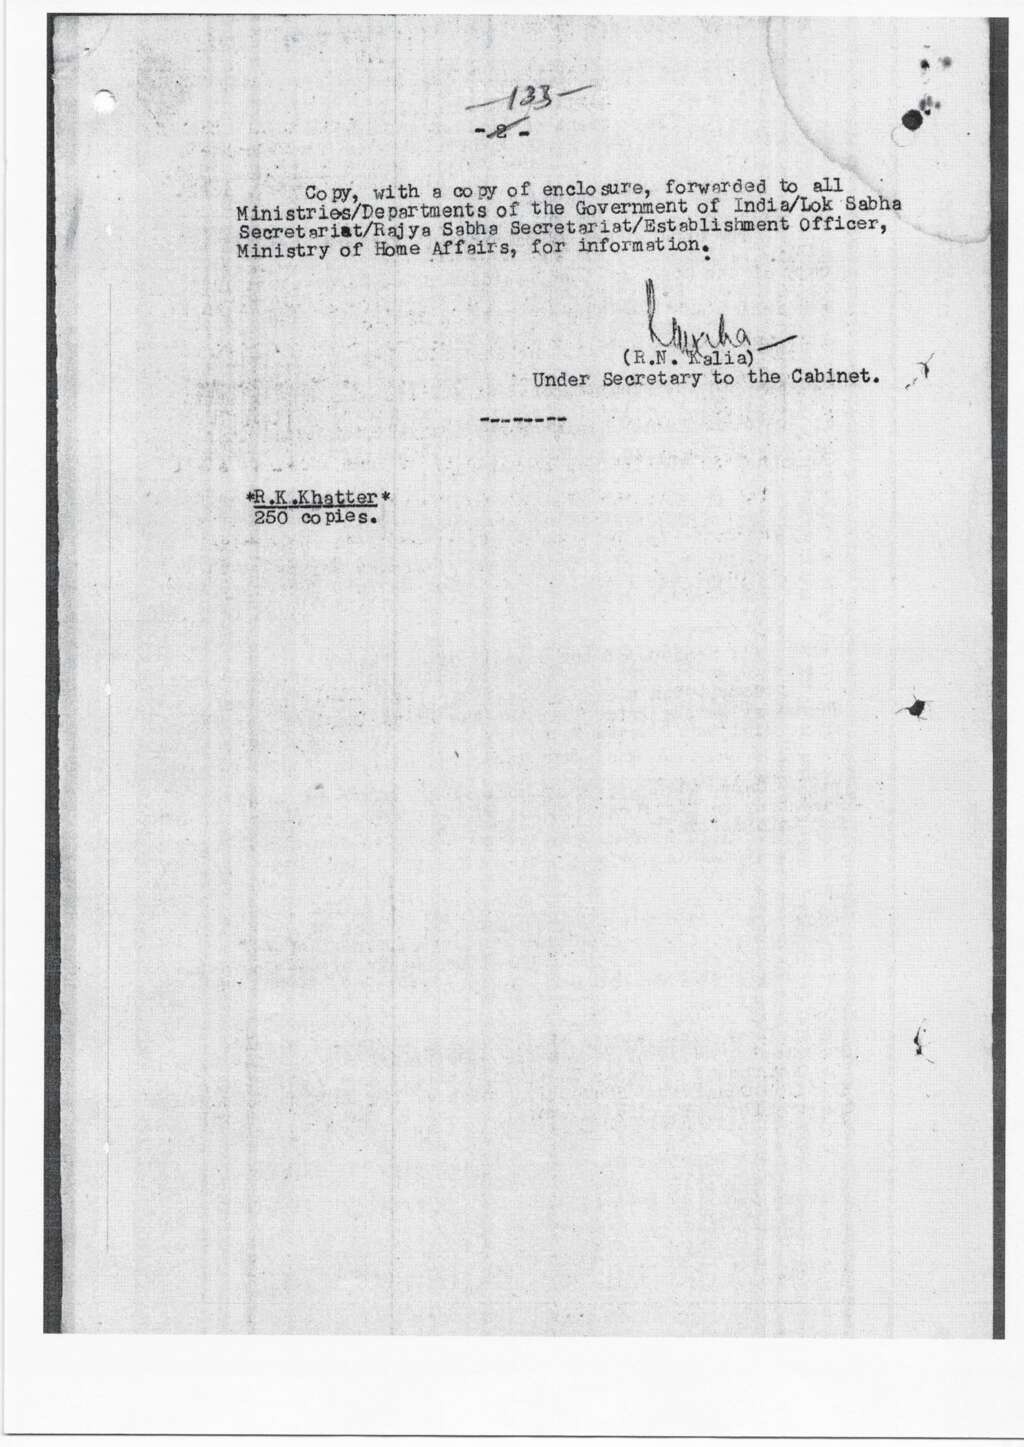 —133—
- 2 -
Copy, with a copy of enclosure, forwarded to all
Ministries/Departments of the Government of India/Lok Sabha
Secretariat/Rajya Sabha Secretariat/Establishment Officer,
Ministry of Home Affairs, for information.
(R.N. Kalia)
Under Secretary to the Cabinet.
---------
*R.K.Khatter*
250 copies.